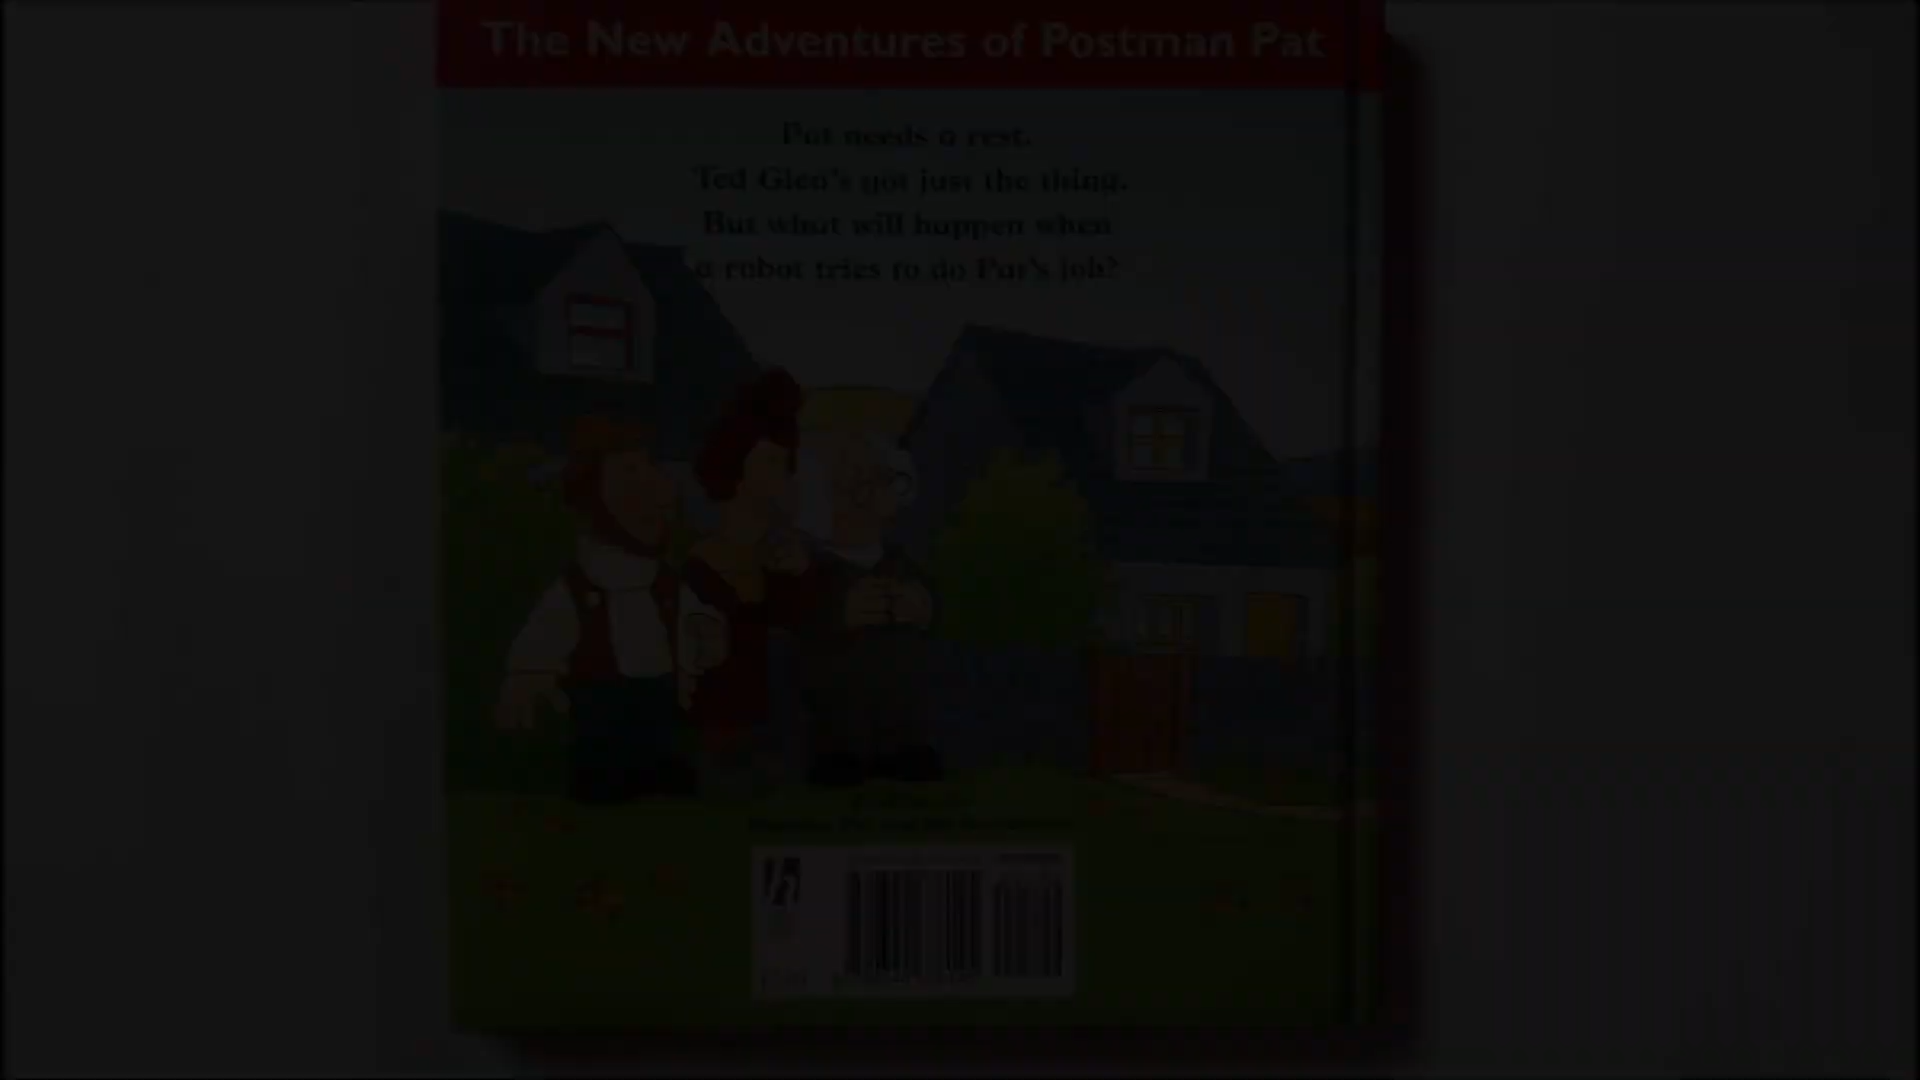 The New Adventures of Postman Pat
Pat needs a rest.
Ted Glen's got just the thing.
But what will happen when
a robot tries to do Pat's job?